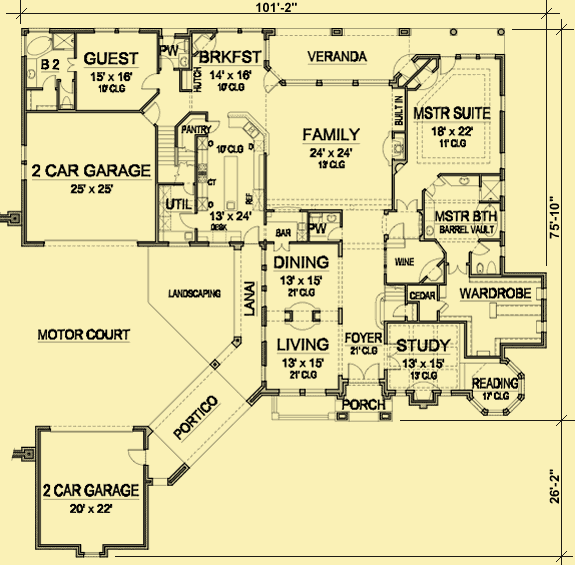 101'-2"
B 2
GUEST
15' x 16'
10' CLG
PW
HUTCH
BRKFST
14' x 16'
10' CLG
VERANDA
BUILT IN
MSTR SUITE
18' x 22'
11' CLG
PANTRY
10' CLG
FAMILY
24' x 24'
13' CLG
2 CAR GARAGE
25' x 25'
CT
REF
UTIL
13' x 24'
DESK
BAR
PW
MSTR BTH
BARREL VAULT
75'-10"
WINE
DINING
13' x 15'
21' CLG
LANDSCAPING
LANAI
CEDAR
WARDROBE
MOTOR COURT
LIVING
13' x 15'
21' CLG
FOYER
21' CLG
STUDY
13' x 15'
13' CLG
READING
17' CLG
PORTICO
PORCH
2 CAR GARAGE
20' x 22'
26'-2"